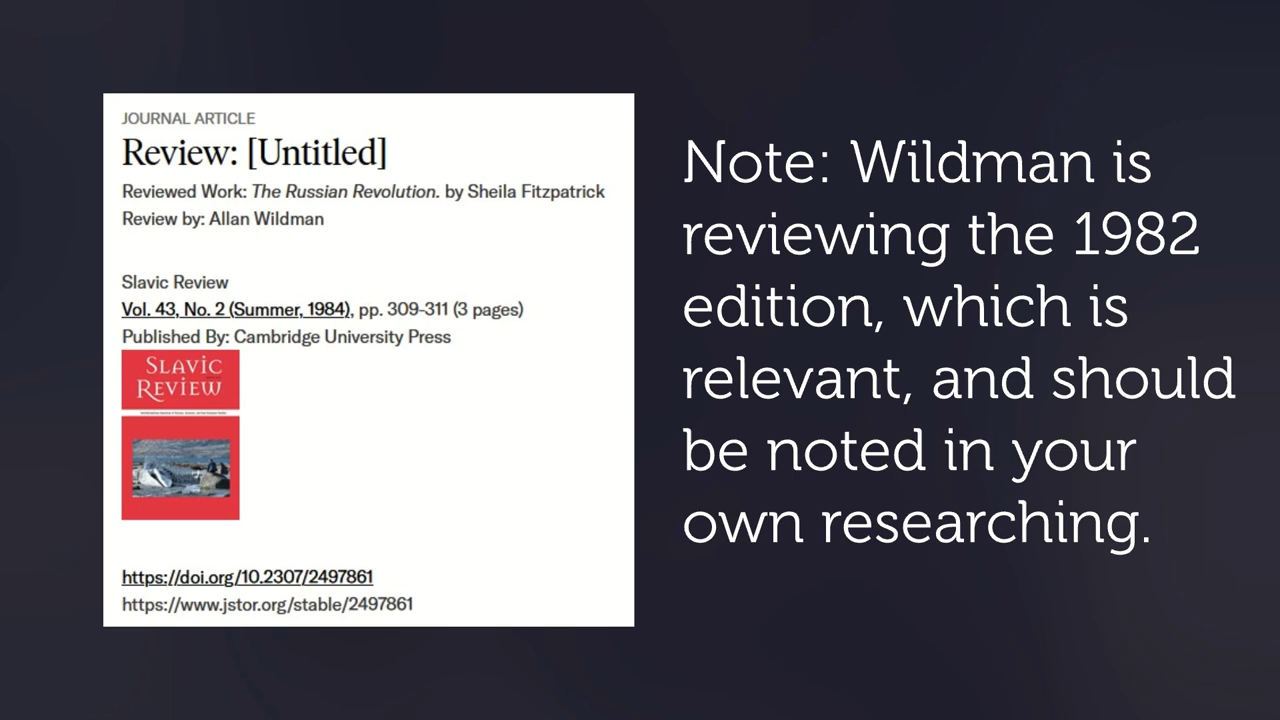 JOURNAL ARTICLE
Review: [Untitled]
Reviewed Work: The Russian Revolution. by Sheila Fitzpatrick
Review by: Allan Wildman
Slavic Review
Vol. 43, No. 2 (Summer, 1984), pp. 309-311 (3 pages)
Published By: Cambridge University Press
SLAVIC
REVIEW
https://doi.org/10.2307/2497861
https://www.jstor.org/stable/2497861
Note: Wildman is
reviewing the 1982
edition, which is
relevant, and should
be noted in your
own researching.